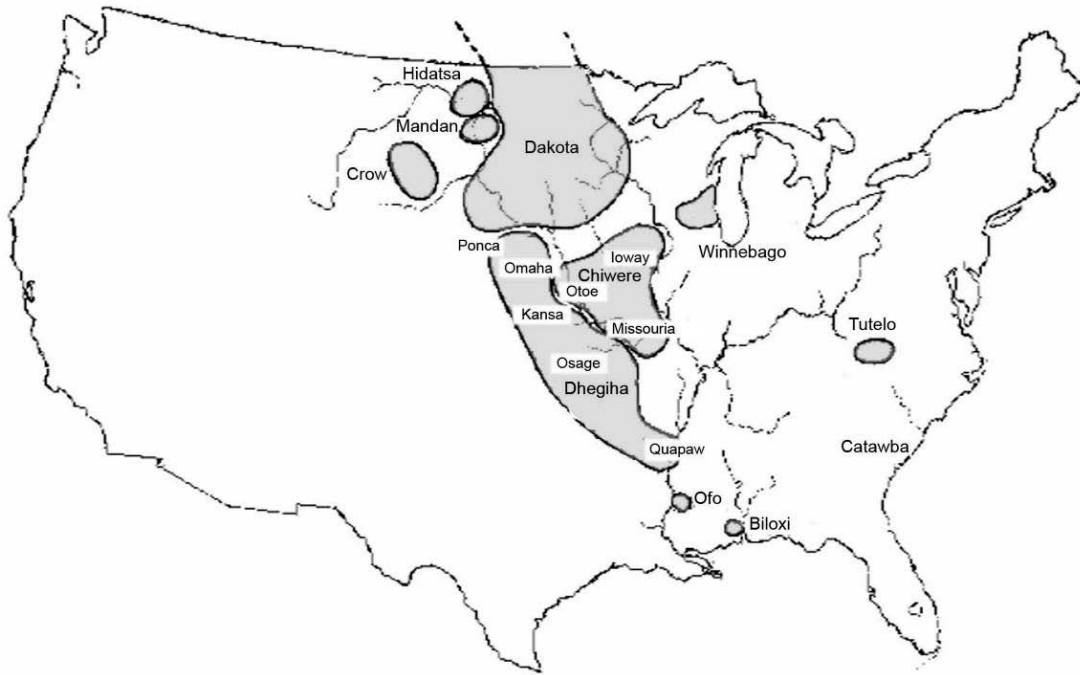 Hidatsa
Mandan
Dakota
Crow
Winnebago
Ponca
Omaha
Ioway
Chiwere
Otoe
Kansa
Missouria
Tutelo
Osage
Dhegiha
Quapaw
Catawba
Ofo
Biloxi